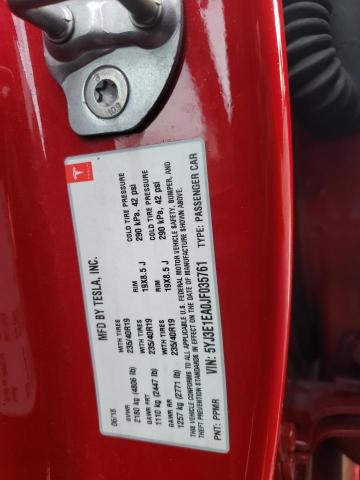 MFD BY TESLA, INC.
06/18
GVWR
2180 kg (4806 lb)
GAWR FRT WITH TIRES RIM COLD TIRE PRESSURE
1110 kg (2447 lb) 235/40R19 19X8.5 J 290 kPa, 42 psi
GAWR RR WITH TIRES RIM COLD TIRE PRESSURE
1257 kg (2771 lb) 235/40R19 19X8.5 J 290 kPa, 42 psi
THIS VEHICLE CONFORMS TO ALL APPLICABLE U.S. FEDERAL MOTOR VEHICLE SAFETY, BUMPER, AND
THEFT PREVENTION STANDARDS IN EFFECT ON THE DATE OF MANUFACTURE SHOWN ABOVE.
VIN: 5YJ3E1EA0JF035761 TYPE: PASSENGER CAR
PNT: PPMR